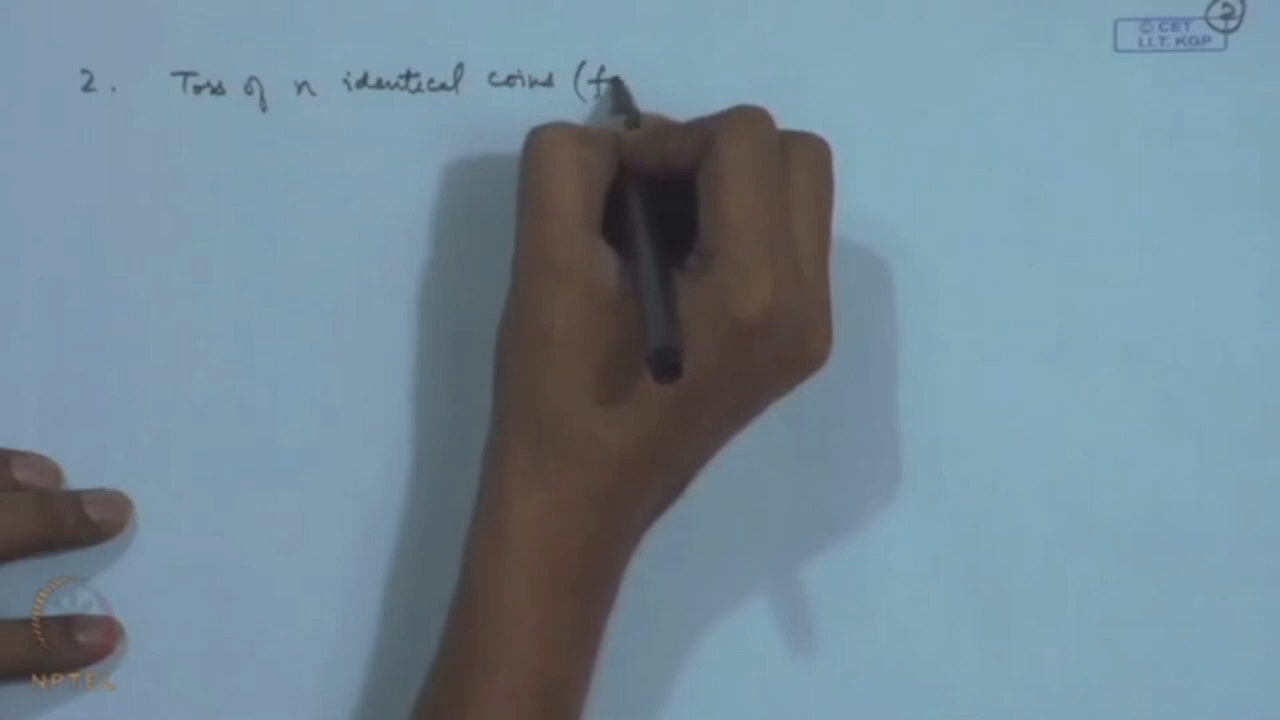 © CET
I.I.T. KGP
2
2. Toss of n identical coins (f
NPTEL